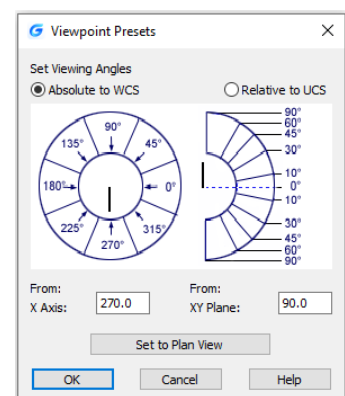 Viewpoint Presets
Set Viewing Angles
Absolute to WCS Relative to UCS
90°
135° 45°
180° 0°
225° 315°
270°
90°
60°
45°
30°
10°
0°
10°
30°
45°
60°
90°
From: From:
X Axis: 270.0 XY Plane: 90.0
Set to Plan View
OK Cancel Help